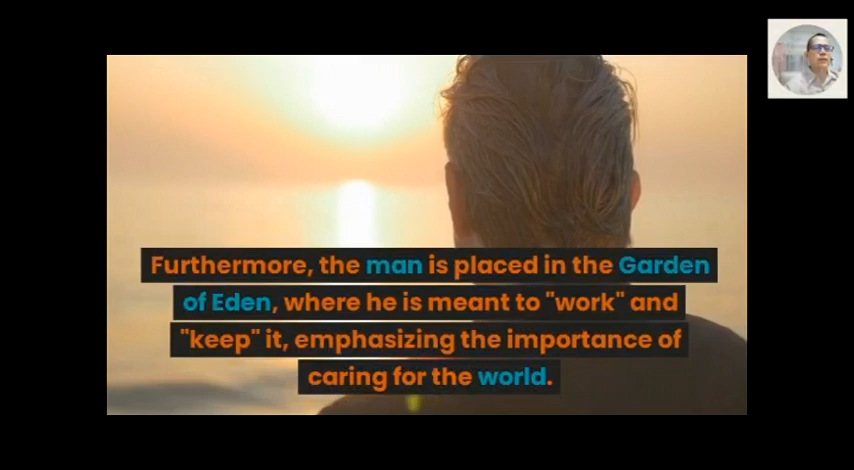 Furthermore, the man is placed in the Garden
of Eden, where he is meant to "work" and
"keep" it, emphasizing the importance of
caring for the world.